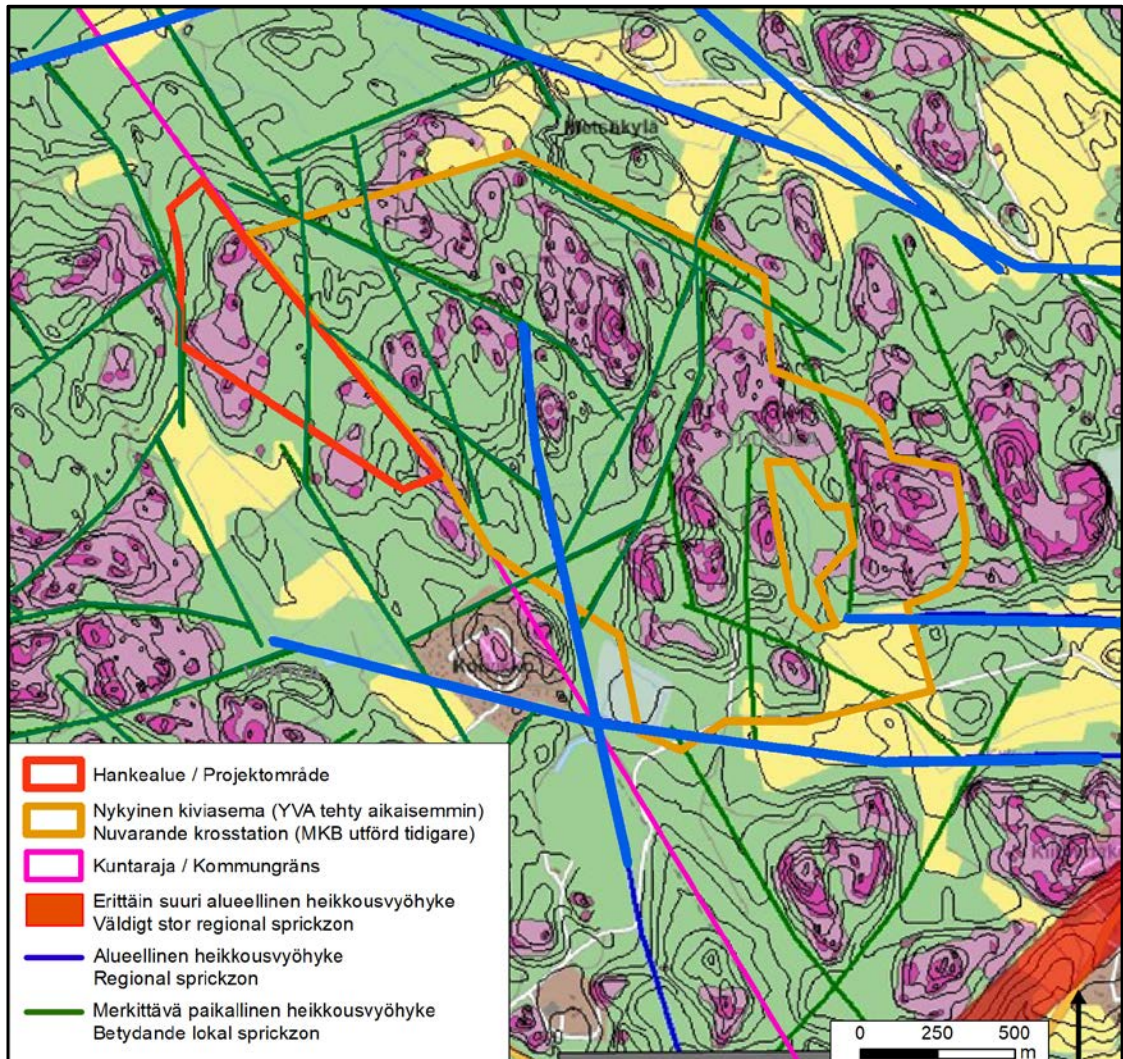 Metsäkylä
Hankealue / Projektområde
Nykyinen kiviasema (YVA tehty aikaisemmin)
Nuvarande krosstation (MKB utförd tidigare)
Kuntaraja / Kommungräns
Erittäin suuri alueellinen heikkousvyöhyke
Väldigt stor regional sprickzon
Alueellinen heikkousvyöhyke
Regional sprickzon
Merkittävä paikallinen heikkousvyöhyke
Betydande lokal sprickzon
0 250 500
m